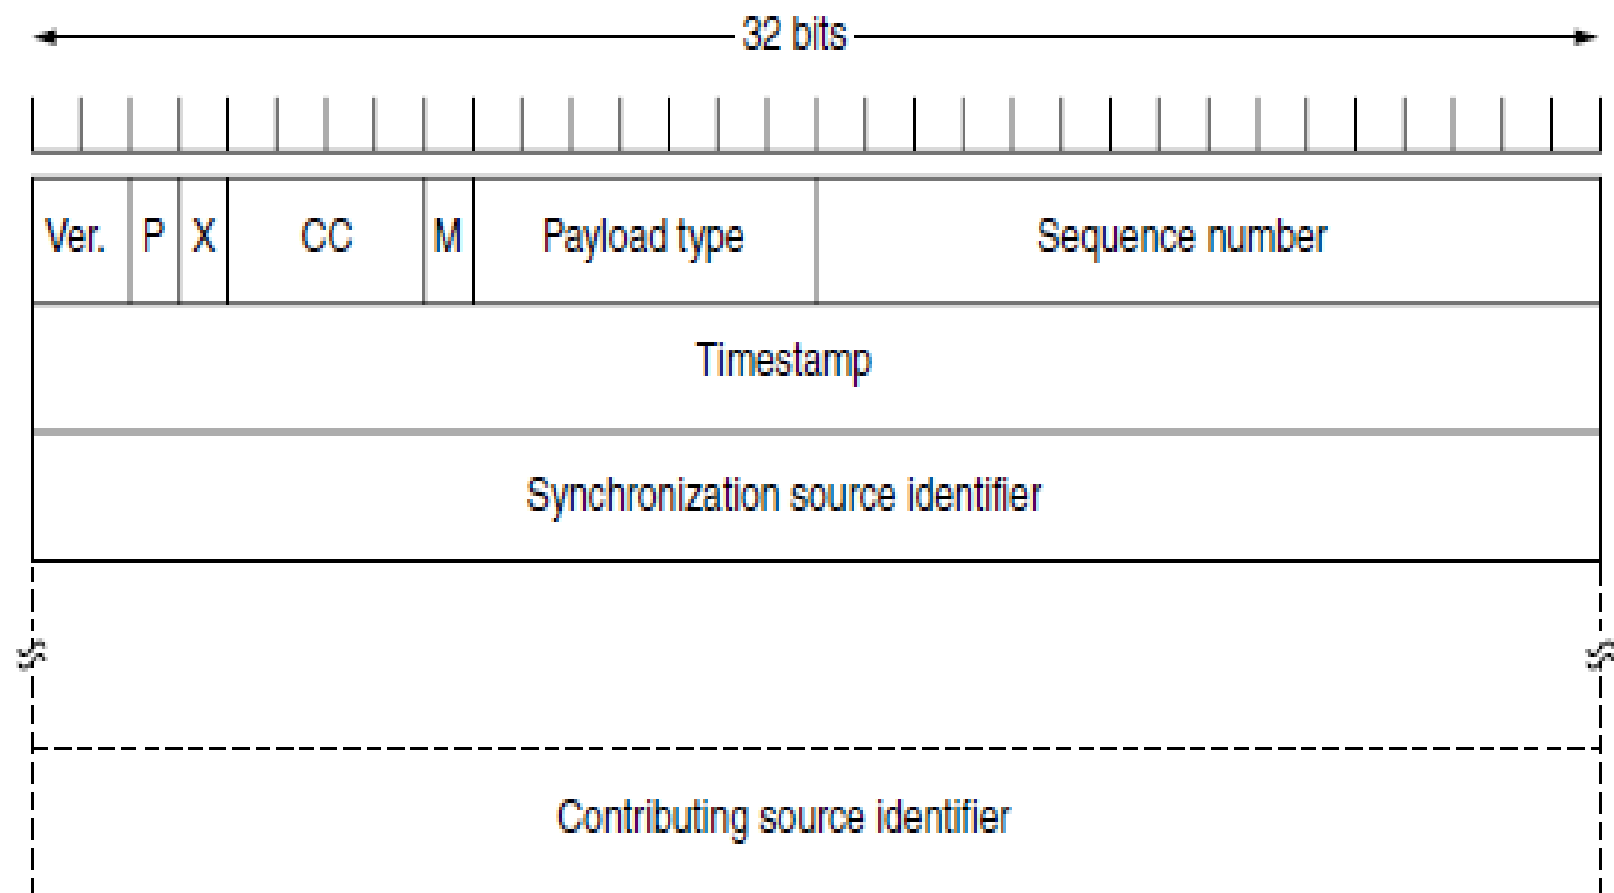 32 bits
Ver. P X CC M Payload type Sequence number
Timestamp
Synchronization source identifier
Contributing source identifier